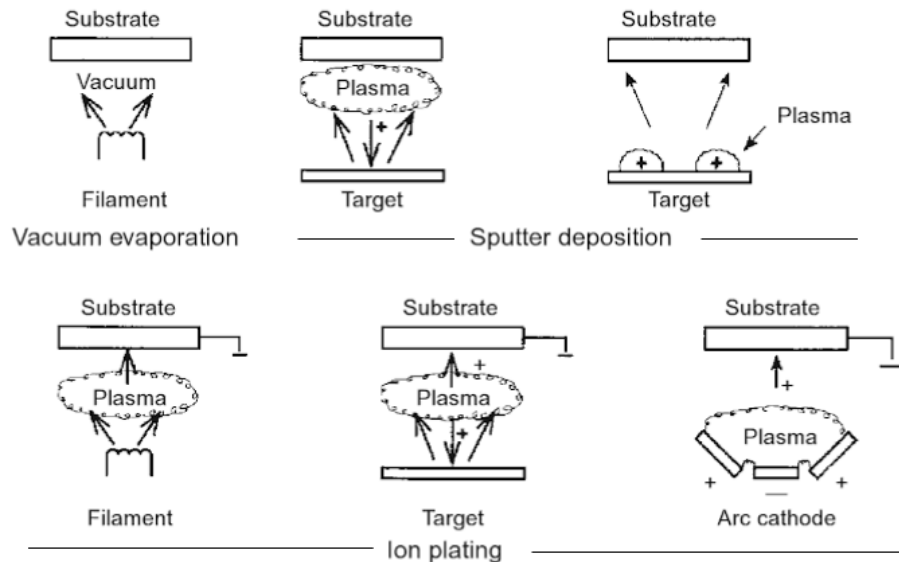 Substrate
Vacuum
Filament
Vacuum evaporation
Substrate
Plasma
+
Target
Substrate
Plasma
+ +
Target
Sputter deposition
Substrate
Plasma
Filament
Substrate
+
Plasma
+
Target
Substrate
+
Plasma
+ +
Arc cathode
Ion plating